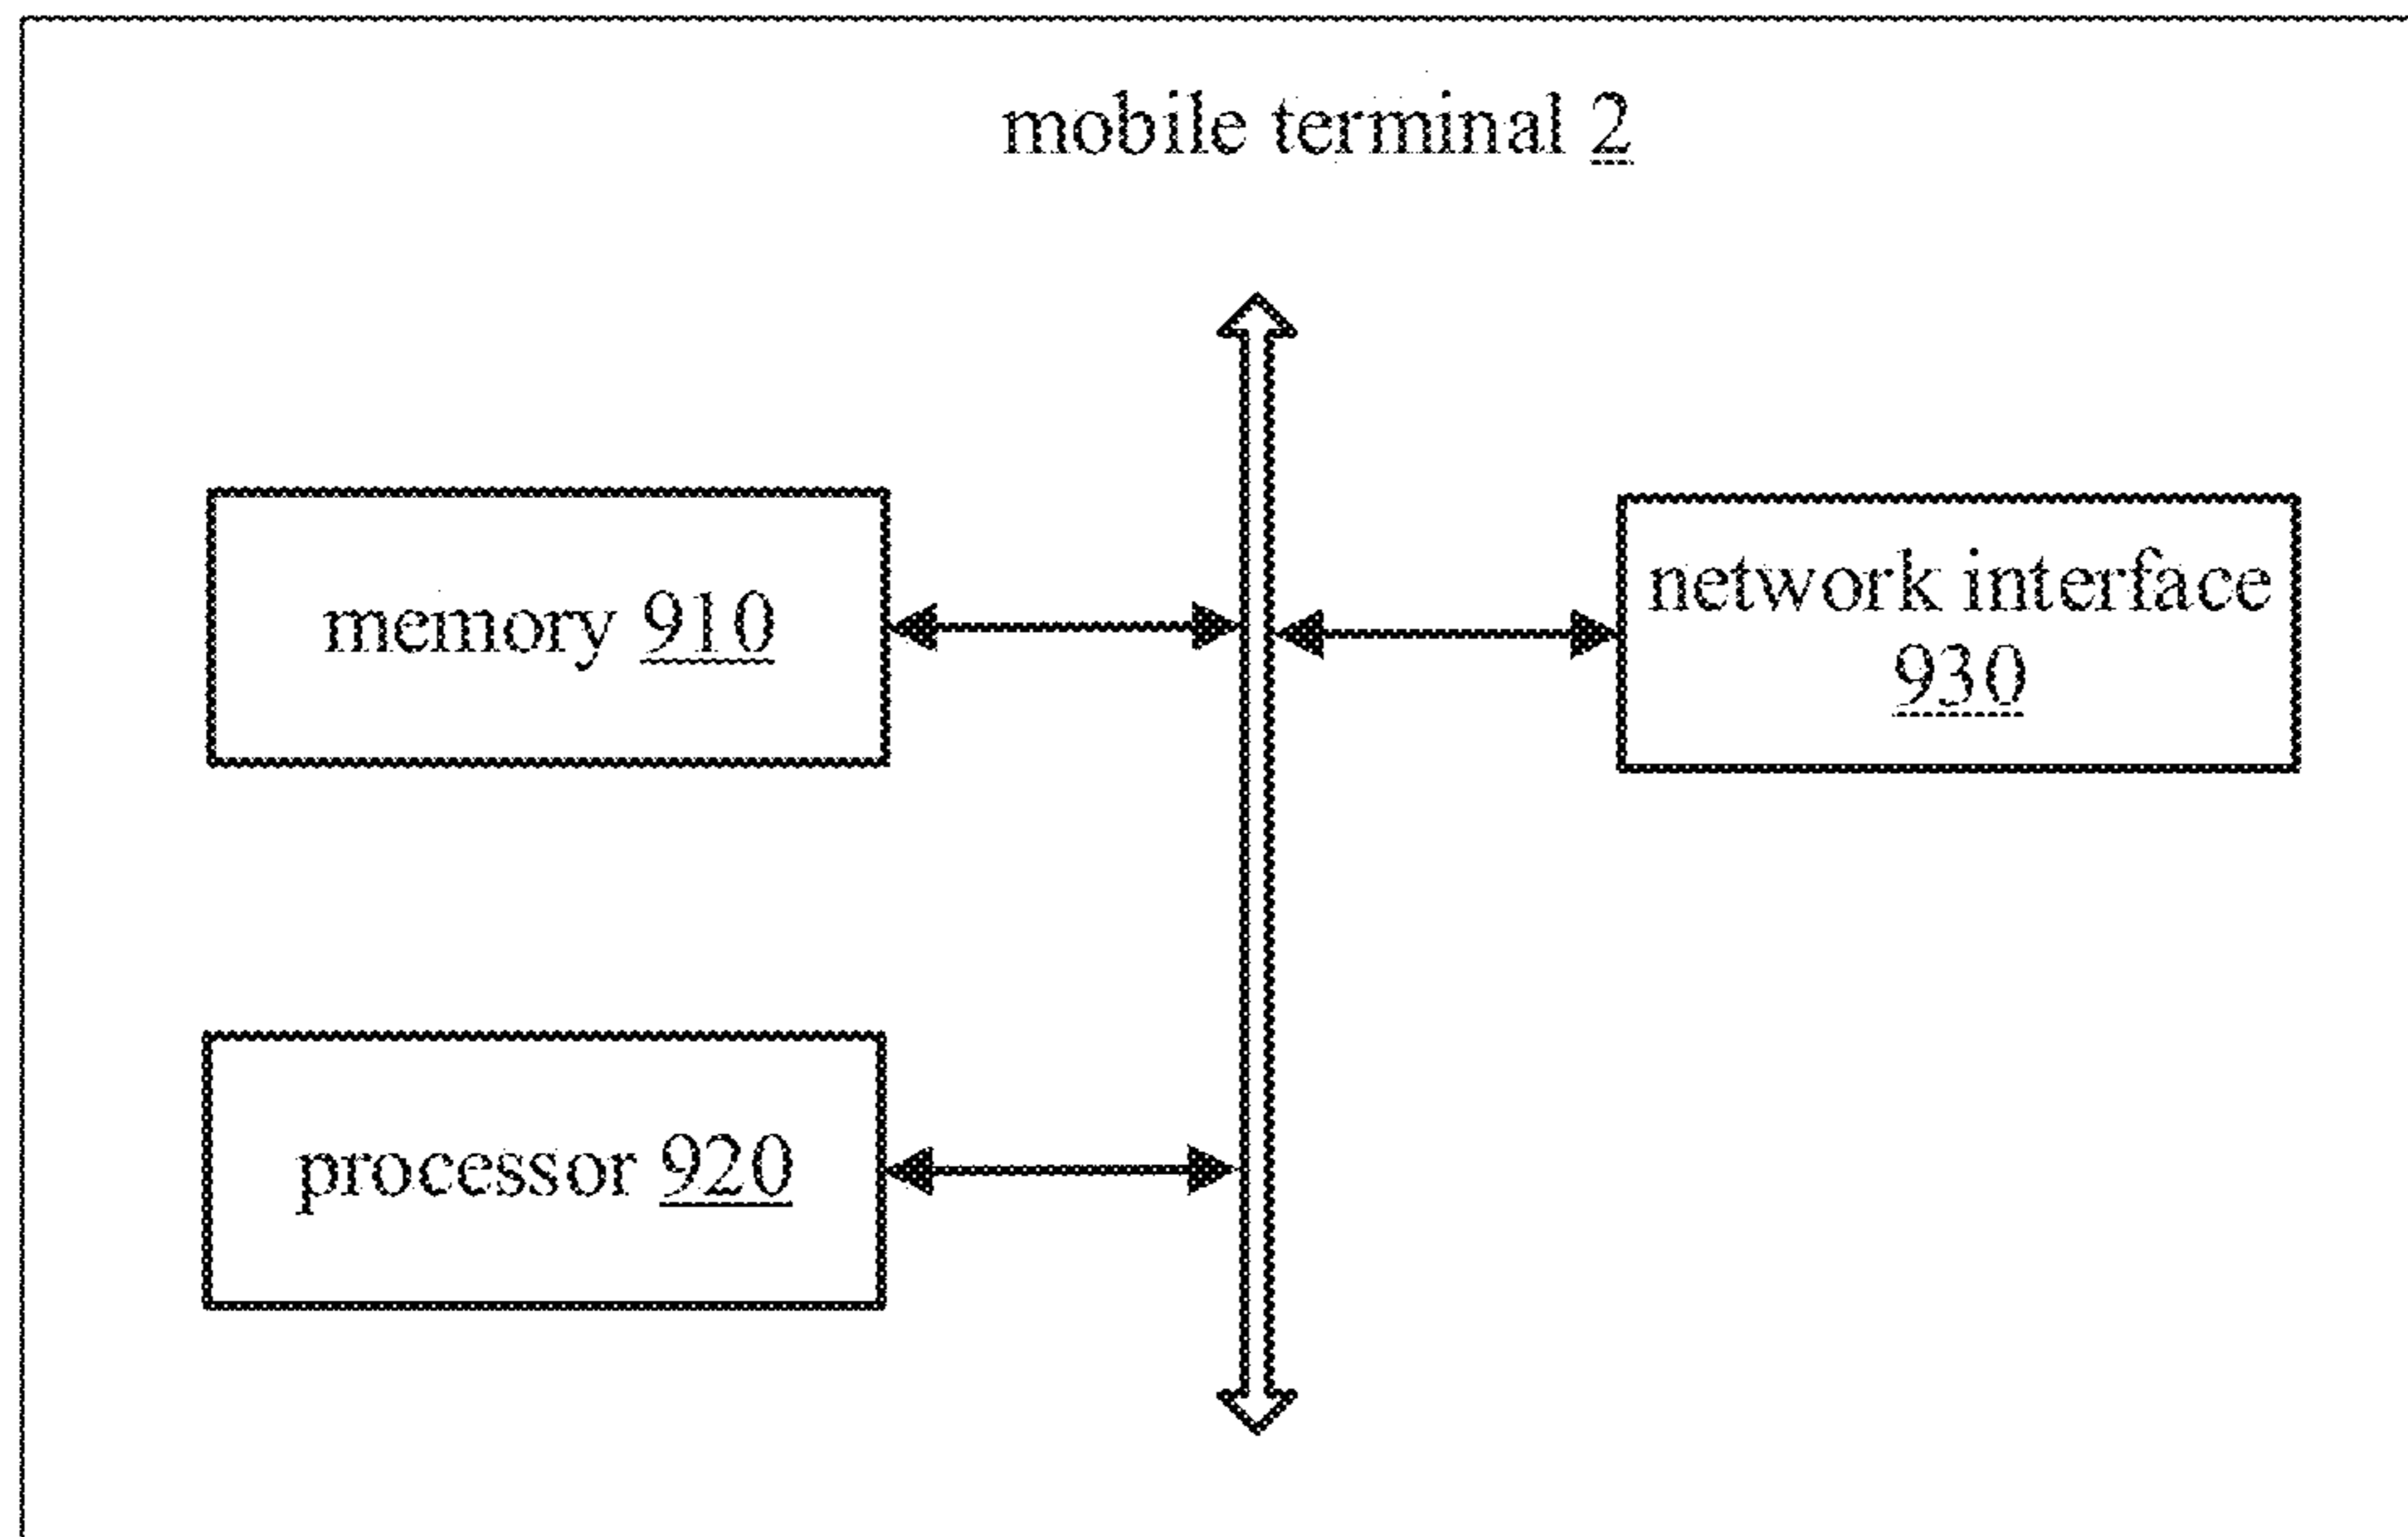 mobile terminal 2
memory 910
network interface
930
processor 920